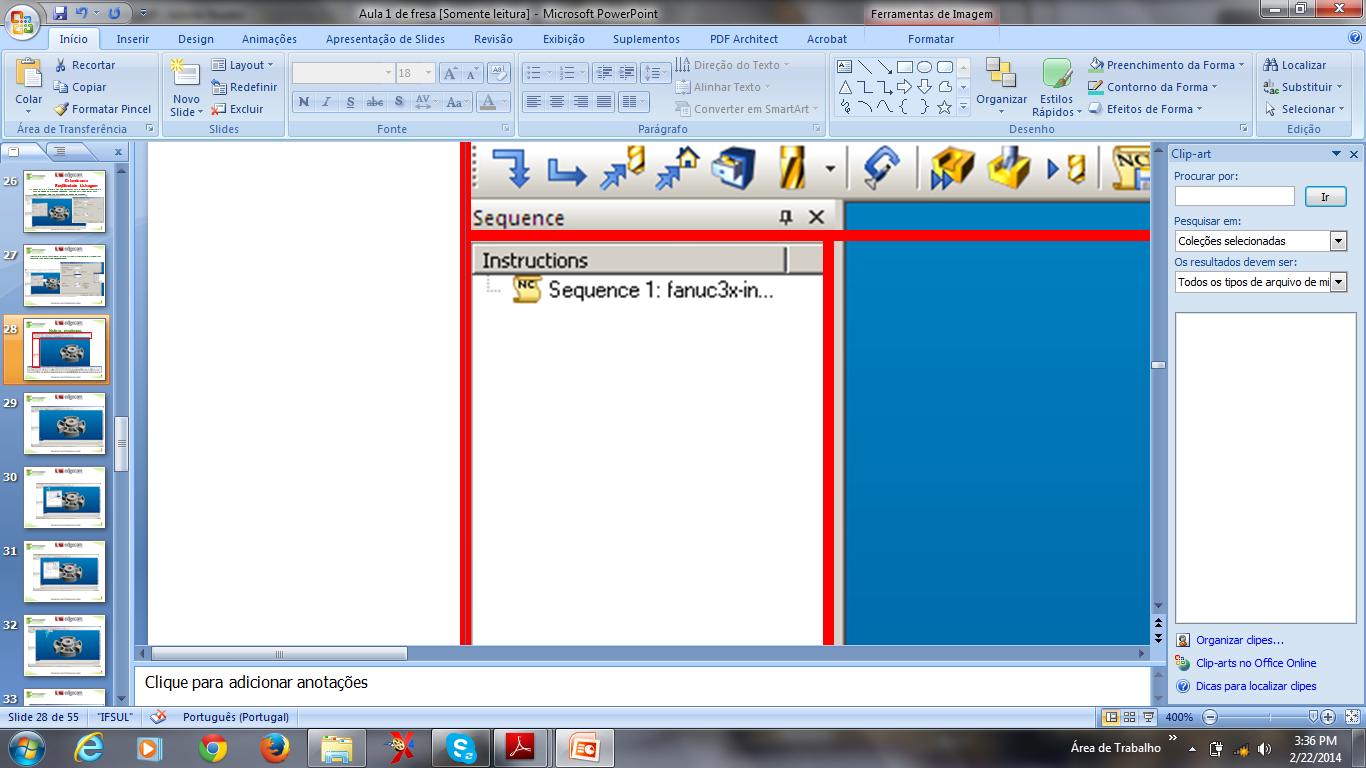 Aula 1 de fresa [Somente leitura] - Microsoft PowerPoint
Ferramentas de Imagem
Início Inserir Design Animações Apresentação de Slides Revisão Exibição Suplementos PDF Architect Acrobat Formatar
Colar
Recortar
Copiar
Formatar Pincel
Área de Transferência
Novo
Slide
Layout
Redefinir
Excluir
Slides
18
N I S abc S AV Aa A
Fonte
Direção do Texto
Alinhar Texto
Converter em SmartArt
Parágrafo
Organizar
Estilos
Rápidos
Preenchimento da Forma
Contorno da Forma
Efeitos de Forma
Desenho
Localizar
Substituir
Selecionar
Edição
26
27
28
29
30
31
32
33
NC
Sequence
Instructions
NC Sequence 1: fanuc3x-in...
Clip-art
Procurar por:
Ir
Pesquisar em:
Coleções selecionadas
Os resultados devem ser:
Todos os tipos de arquivo de mí
Organizar clipes...
Clip-arts no Office Online
Dicas para localizar clipes
Clique para adicionar anotações
Slide 28 de 55 "IFSUL" Português (Portugal) 400%
Área de Trabalho
3:36 PM
2/22/2014